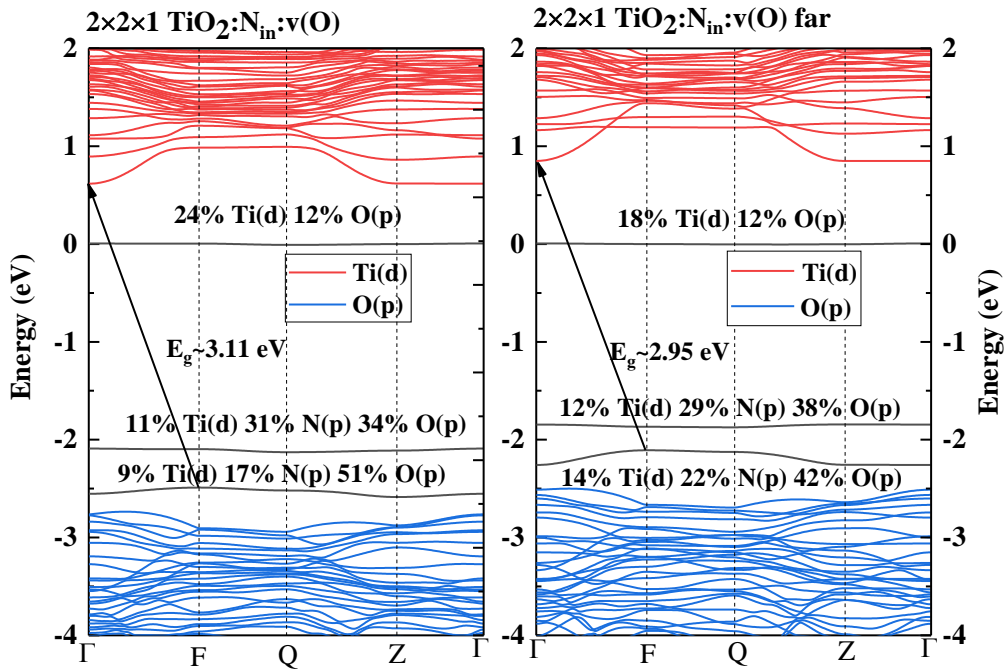 2×2×1 TiO₂:Nᵢₙ:v(O)
2
1
0
-1
-2
-3
-4
Energy (eV)
24% Ti(d) 12% O(p)
Ti(d)
O(p)
E_g~3.11 eV
11% Ti(d) 31% N(p) 34% O(p)
9% Ti(d) 17% N(p) 51% O(p)
Γ F Q Z Γ
2×2×1 TiO₂:Nᵢₙ:v(O) far
18% Ti(d) 12% O(p)
Ti(d)
O(p)
E_g~2.95 eV
12% Ti(d) 29% N(p) 38% O(p)
14% Ti(d) 22% N(p) 42% O(p)
Γ F Q Z Γ
2
1
0
-1
-2
-3
-4
Energy (eV)